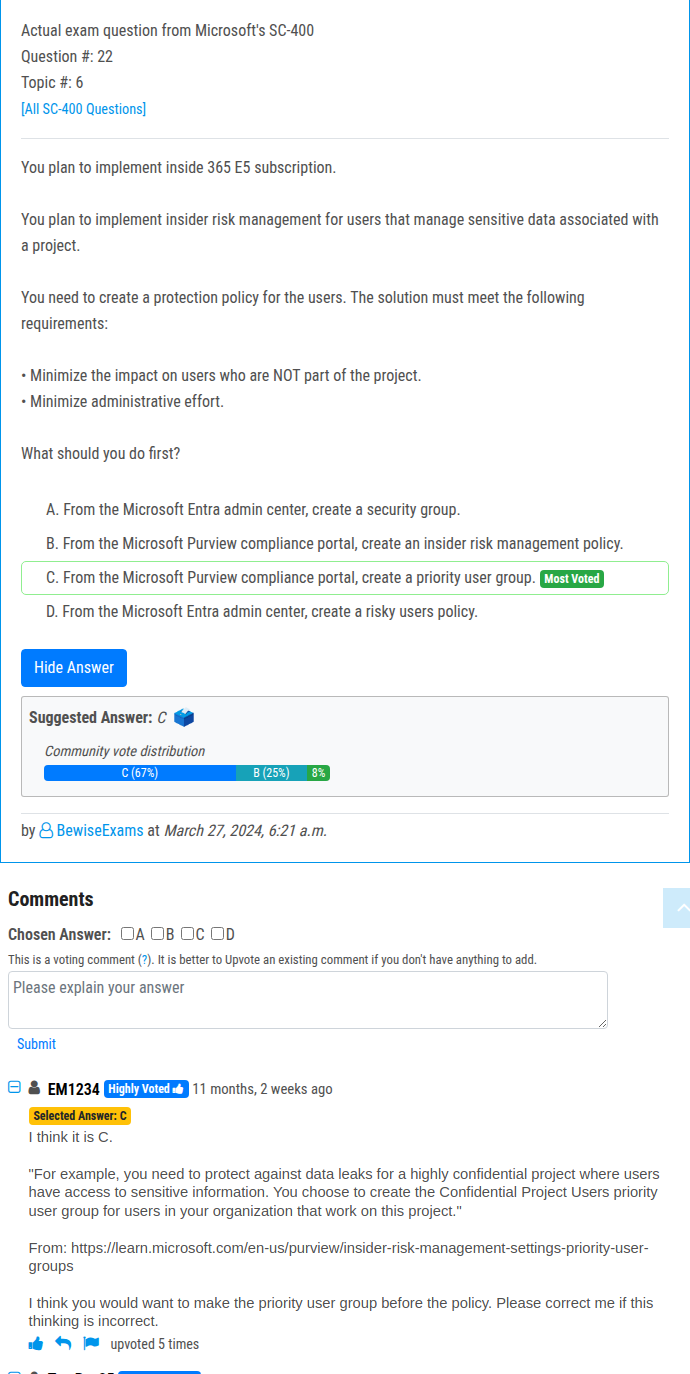 Actual exam question from Microsoft's SC-400
Question #: 22
Topic #: 6
[All SC-400 Questions]
You plan to implement inside 365 E5 subscription.
You plan to implement insider risk management for users that manage sensitive data associated with
a project.
You need to create a protection policy for the users. The solution must meet the following
requirements:
• Minimize the impact on users who are NOT part of the project.
• Minimize administrative effort.
What should you do first?
A. From the Microsoft Entra admin center, create a security group.
B. From the Microsoft Purview compliance portal, create an insider risk management policy.
C. From the Microsoft Purview compliance portal, create a priority user group. Most Voted
D. From the Microsoft Entra admin center, create a risky users policy.
Hide Answer
Suggested Answer: C
Community vote distribution
C (67%) B (25%) 8%
by BewiseExams at March 27, 2024, 6:21 a.m.
Comments
Chosen Answer: A B C D
This is a voting comment (?). It is better to Upvote an existing comment if you don't have anything to add.
Please explain your answer
Submit
EM1234 Highly Voted 11 months, 2 weeks ago
Selected Answer: C
I think it is C.
"For example, you need to protect against data leaks for a highly confidential project where users
have access to sensitive information. You choose to create the Confidential Project Users priority
user group for users in your organization that work on this project."
From: https://learn.microsoft.com/en-us/purview/insider-risk-management-settings-priority-user-
groups
I think you would want to make the priority user group before the policy. Please correct me if this
thinking is incorrect.
upvoted 5 times